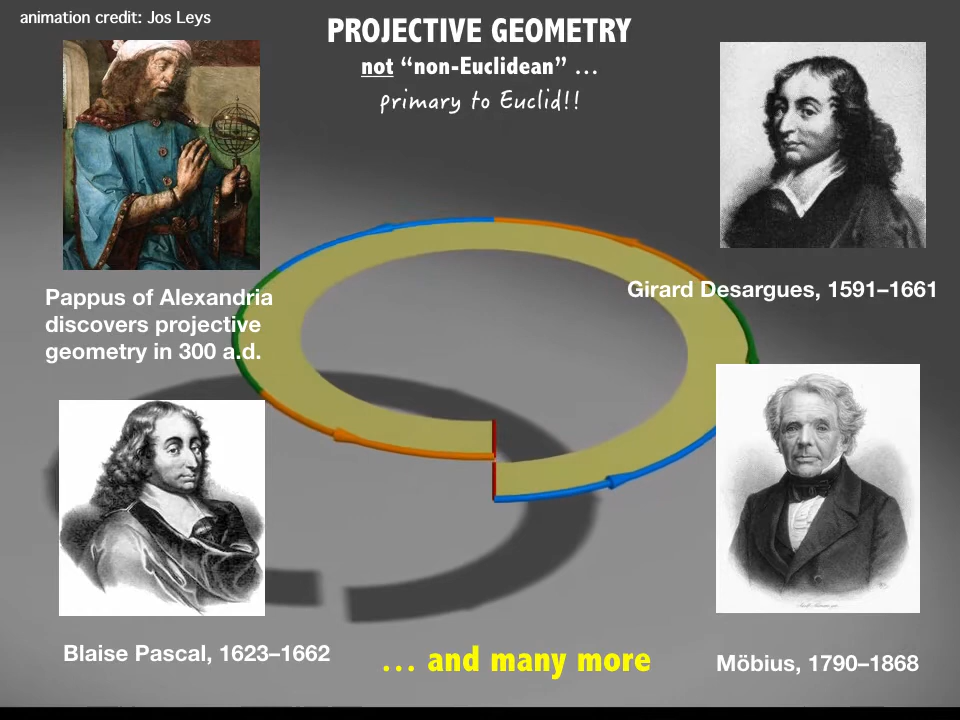 animation credit: Jos Leys
PROJECTIVE GEOMETRY
not “non-Euclidean” …
primary to Euclid!!
Pappus of Alexandria
discovers projective
geometry in 300 a.d.
Girard Desargues, 1591–1661
Blaise Pascal, 1623–1662
… and many more
Möbius, 1790–1868